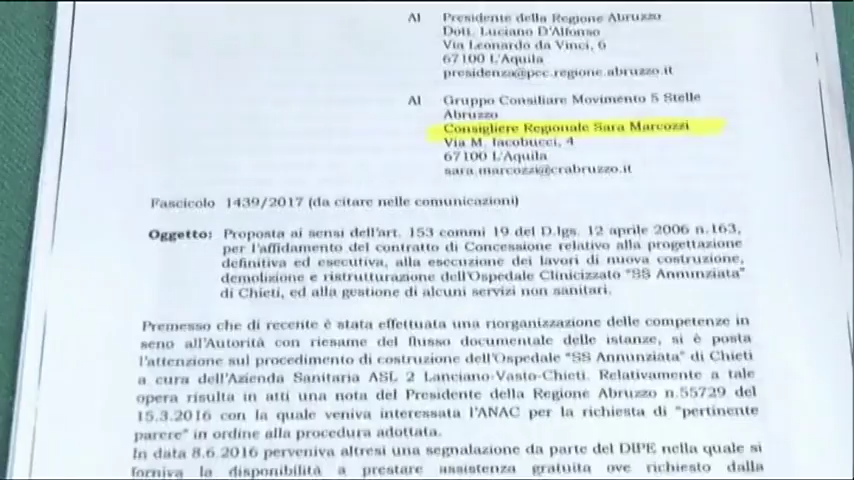 Al Presidente della Regione Abruzzo
Dott. Luciano D'Alfonso
Via Leonardo da Vinci, 6
67100 L'Aquila
presidenza@pec.regione.abruzzo.it
Al Gruppo Consiliare Movimento 5 Stelle
Abruzzo
Consigliere Regionale Sara Marcozzi
Via M. Iacobucci, 4
67100 L'Aquila
sara.marcozzi@crabruzzo.it
Fascicolo 1439/2017 (da citare nelle comunicazioni)
Oggetto: Proposta ai sensi dell'art. 153 commi 19 del D.lgs. 12 aprile 2006 n.163,
per l'affidamento del contratto di Concessione relativo alla progettazione
definitiva ed esecutiva, alla esecuzione dei lavori di nuova costruzione,
demolizione e ristrutturazione dell'Ospedale Clinicizzato "SS Annunziata"
di Chieti, ed alla gestione di alcuni servizi non sanitari.
Premesso che di recente è stata effettuata una riorganizzazione delle competenze in
seno all'Autorità con riesame del flusso documentale delle istanze, si è posta
l'attenzione sul procedimento di costruzione dell'Ospedale "SS Annunziata" di Chieti
a cura dell'Azienda Sanitaria ASL 2 Lanciano-Vasto-Chieti. Relativamente a tale
opera risulta in atti una nota del Presidente della Regione Abruzzo n.55729 del
15.3.2016 con la quale veniva interessata l'ANAC per la richiesta di "pertinente
parere" in ordine alla procedura adottata.
In data 8.6.2016 perveniva altresì una segnalazione da parte del DIPE nella quale si
forniva la disponibilità a prestare assistenza gratuita ove richiesto dalla